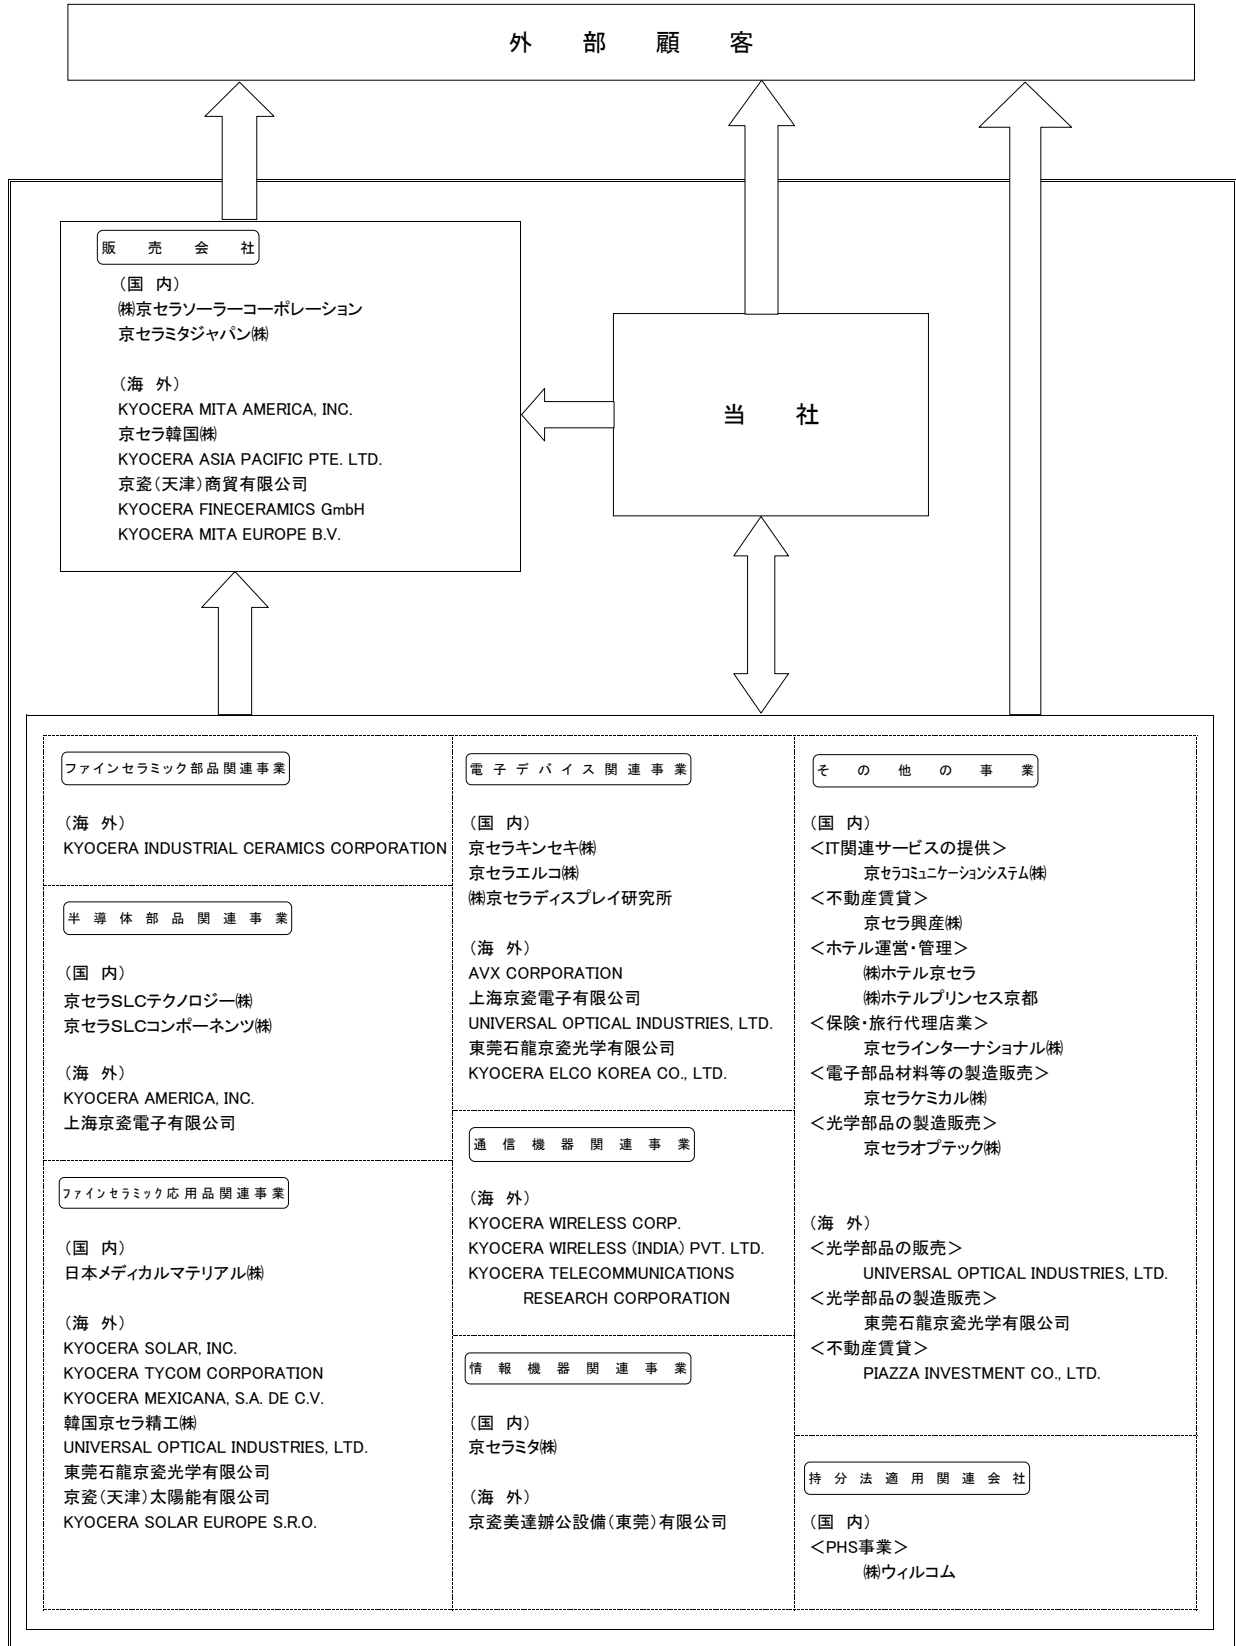 外部顧客
販売会社
（国 内）
㈱京セラソーラーコーポレーション
京セラミタジャパン㈱
（海 外）
KYOCERA MITA AMERICA, INC.
京セラ韓国㈱
KYOCERA ASIA PACIFIC PTE. LTD.
京瓷（天津）商貿有限公司
KYOCERA FINECERAMICS GmbH
KYOCERA MITA EUROPE B.V.
当社
ファインセラミック部品関連事業
（海 外）
KYOCERA INDUSTRIAL CERAMICS CORPORATION
半導体部品関連事業
（国 内）
京セラSLCテクノロジー㈱
京セラSLCコンポーネンツ㈱
（海 外）
KYOCERA AMERICA, INC.
上海京瓷電子有限公司
ファインセラミック応用品関連事業
（国 内）
日本メディカルマテリアル㈱
（海 外）
KYOCERA SOLAR, INC.
KYOCERA TYCOM CORPORATION
KYOCERA MEXICANA, S.A. DE C.V.
韓国京セラ精工㈱
UNIVERSAL OPTICAL INDUSTRIES, LTD.
東莞石龍京瓷光学有限公司
京瓷（天津）太陽能有限公司
KYOCERA SOLAR EUROPE S.R.O.
電子デバイス関連事業
（国 内）
京セラキンセキ㈱
京セラエルコ㈱
㈱京セラディスプレイ研究所
（海 外）
AVX CORPORATION
上海京瓷電子有限公司
UNIVERSAL OPTICAL INDUSTRIES, LTD.
東莞石龍京瓷光学有限公司
KYOCERA ELCO KOREA CO., LTD.
通信機器関連事業
（海 外）
KYOCERA WIRELESS CORP.
KYOCERA WIRELESS (INDIA) PVT. LTD.
KYOCERA TELECOMMUNICATIONS
RESEARCH CORPORATION
情報機器関連事業
（国 内）
京セラミタ㈱
（海 外）
京瓷美達辦公設備（東莞）有限公司
その他の事業
（国 内）
＜IT関連サービスの提供＞
京セラコミュニケーションシステム㈱
＜不動産賃貸＞
京セラ興産㈱
＜ホテル運営・管理＞
㈱ホテル京セラ
㈱ホテルプリンセス京都
＜保険・旅行代理店業＞
京セラインターナショナル㈱
＜電子部品材料等の製造販売＞
京セラケミカル㈱
＜光学部品の製造販売＞
京セラオプテック㈱
（海 外）
＜光学部品の販売＞
UNIVERSAL OPTICAL INDUSTRIES, LTD.
＜光学部品の製造販売＞
東莞石龍京瓷光学有限公司
＜不動産賃貸＞
PIAZZA INVESTMENT CO., LTD.
持分法適用関連会社
（国 内）
＜PHS事業＞
㈱ウィルコム